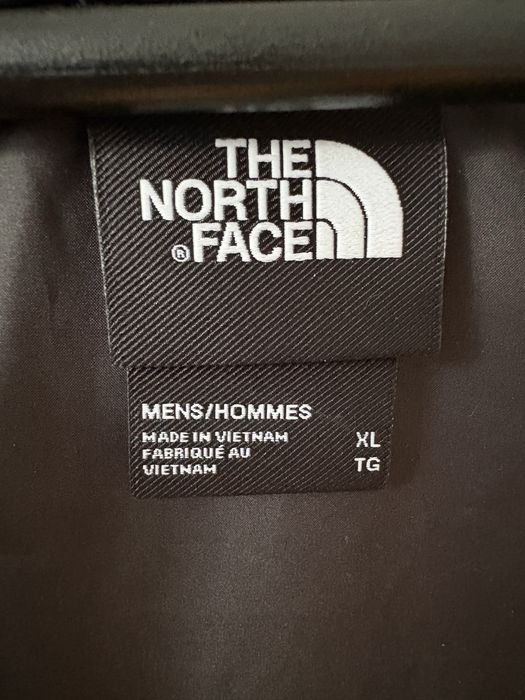 THE
NORTH
® FACE
MENS/HOMMES
MADE IN VIETNAM XL
FABRIQUÉ AU
VIETNAM TG